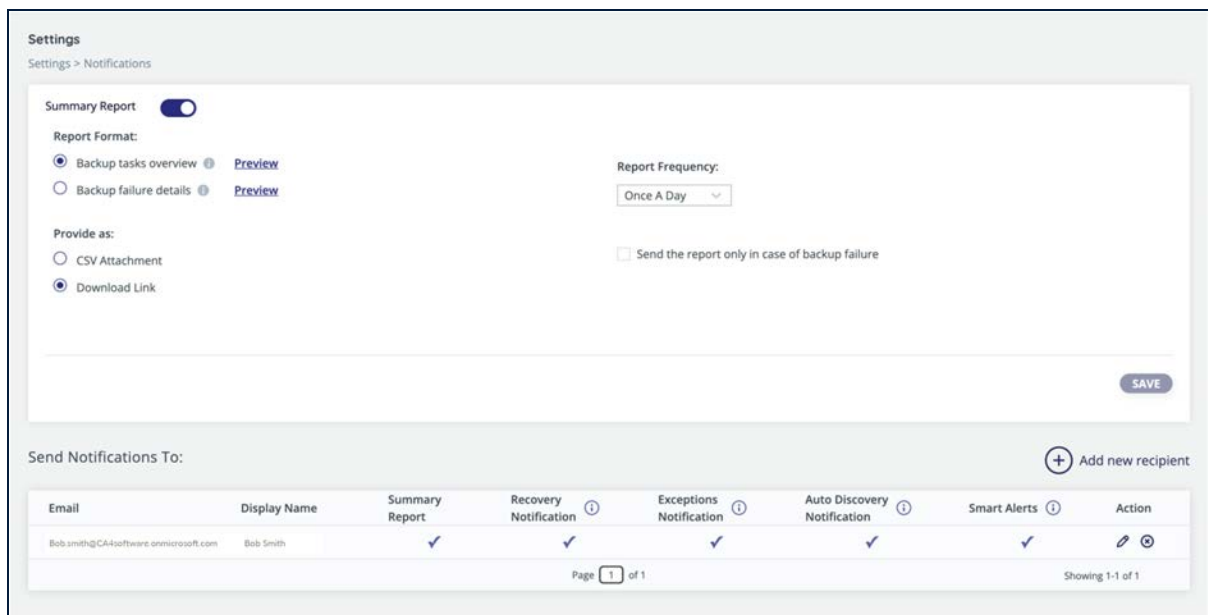 Settings
Settings > Notifications
Summary Report
Report Format:
Backup tasks overview Preview
Backup failure details Preview
Provide as:
CSV Attachment
Download Link
Report Frequency:
Once A Day
Send the report only in case of backup failure
SAVE
Send Notifications To:
Add new recipient
Email Display Name Summary Report Recovery Notification Exceptions Notification Auto Discovery Notification Smart Alerts Action
Bob.smith@CA4software.onmicrosoft.com Bob Smith
Page 1 of 1 Showing 1-1 of 1